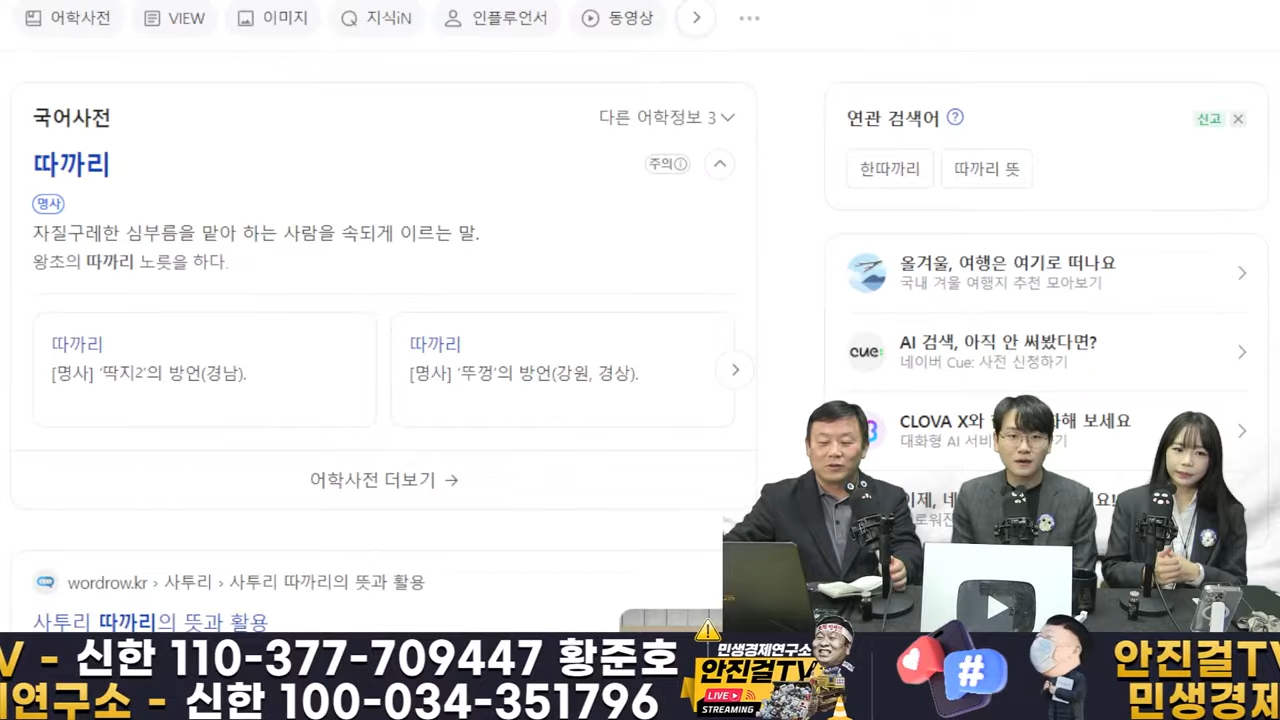 어학사전
VIEW
이미지
지식iN
인플루언서
동영상
국어사전
다른 어학정보 3
따까리
주의
명사
자질구레한 심부름을 맡아 하는 사람을 속되게 이르는 말.
왕초의 따까리 노릇을 하다.
따까리
[명사] '딱지2'의 방언(경남).
따까리
[명사] '뚜껑'의 방언(강원, 경상).
어학사전 더보기 →
wordrow.kr › 사투리 › 사투리 따까리의 뜻과 활용
사투리 따까리의 뜻과 활용
연관 검색어
신고
한따까리
따까리 뜻
올겨울, 여행은 여기로 떠나요
국내 겨울 여행지 추천 모아보기
cue:
AI 검색, 아직 안 써봤다면?
네이버 Cue: 사전 신청하기
CLOVA X와 해 보세요
대화형 AI 서비 기
V - 신한 110-377-709447 황준호
연구소 - 신한 100-034-351796
민생경제연구소
안진걸TV
LIVE
STREAMING
#
안진걸TV
민생경제